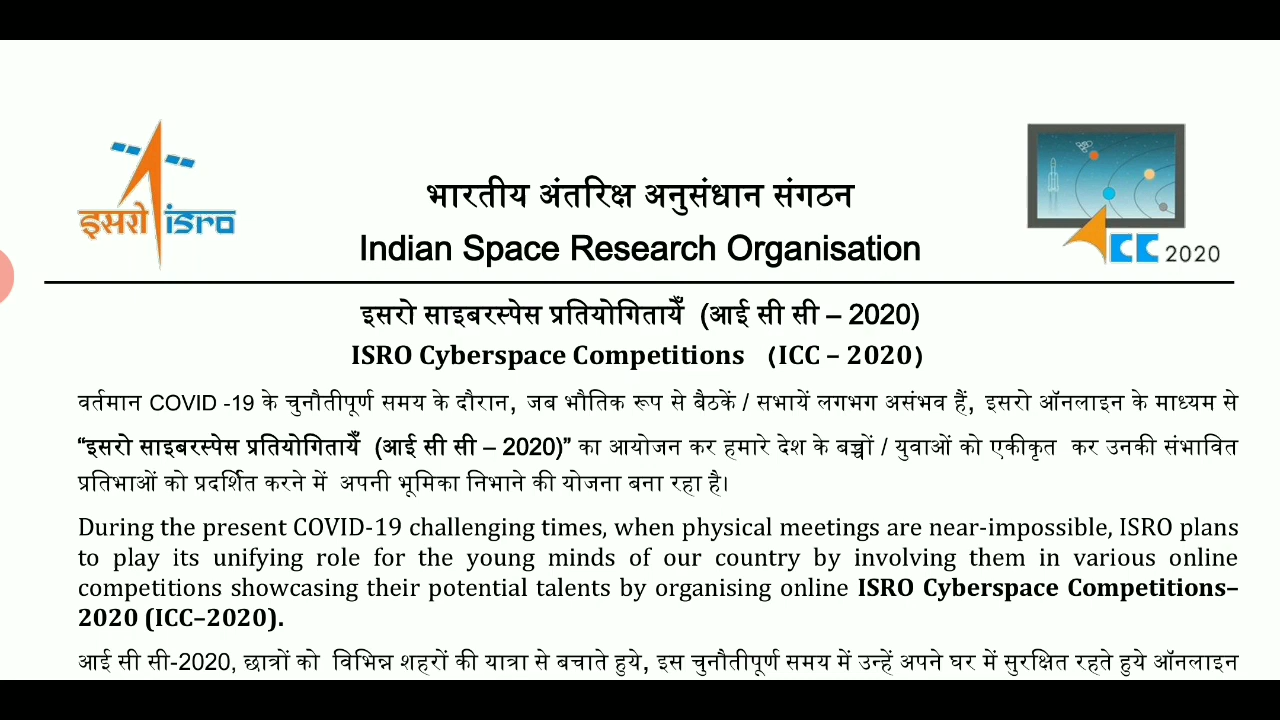 इसरो isro
CC 2020
भारतीय अंतरिक्ष अनुसंधान संगठन
Indian Space Research Organisation
इसरो साइबरस्पेस प्रतियोगितायेँ (आई सी सी – 2020)
ISRO Cyberspace Competitions (ICC – 2020)
वर्तमान COVID -19 के चुनौतीपूर्ण समय के दौरान, जब भौतिक रूप से बैठकें / सभायें लगभग असंभव हैं, इसरो ऑनलाइन के माध्यम से
“इसरो साइबरस्पेस प्रतियोगितायेँ (आई सी सी – 2020)” का आयोजन कर हमारे देश के बच्चों / युवाओं को एकीकृत कर उनकी संभावित
प्रतिभाओं को प्रदर्शित करने में अपनी भूमिका निभाने की योजना बना रहा है।
During the present COVID-19 challenging times, when physical meetings are near-impossible, ISRO plans
to play its unifying role for the young minds of our country by involving them in various online
competitions showcasing their potential talents by organising online ISRO Cyberspace Competitions–
2020 (ICC–2020).
आई सी सी-2020, छात्रों को विभिन्न शहरों की यात्रा से बचाते हुये, इस चुनौतीपूर्ण समय में उन्हें अपने घर में सुरक्षित रहते हुये ऑनलाइन